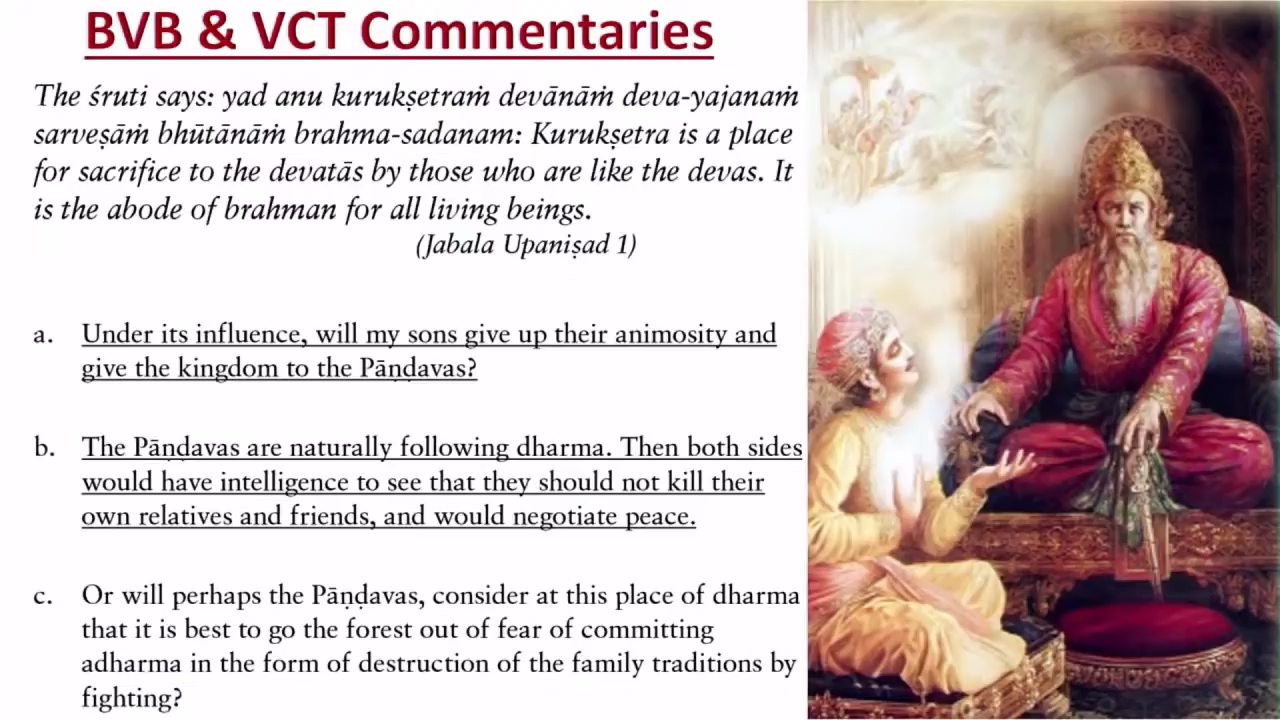 BVB & VCT Commentaries
The śruti says: yad anu kurukṣetraṁ devānāṁ deva-yajanaṁ
sarveṣāṁ bhūtānāṁ brahma-sadanam: Kurukṣetra is a place
for sacrifice to the devatās by those who are like the devas. It
is the abode of brahman for all living beings.
(Jabala Upaniṣad 1)
a. Under its influence, will my sons give up their animosity and
give the kingdom to the Pāṇḍavas?
b. The Pāṇḍavas are naturally following dharma. Then both sides
would have intelligence to see that they should not kill their
own relatives and friends, and would negotiate peace.
c. Or will perhaps the Pāṇḍavas, consider at this place of dharma
that it is best to go the forest out of fear of committing
adharma in the form of destruction of the family traditions by
fighting?